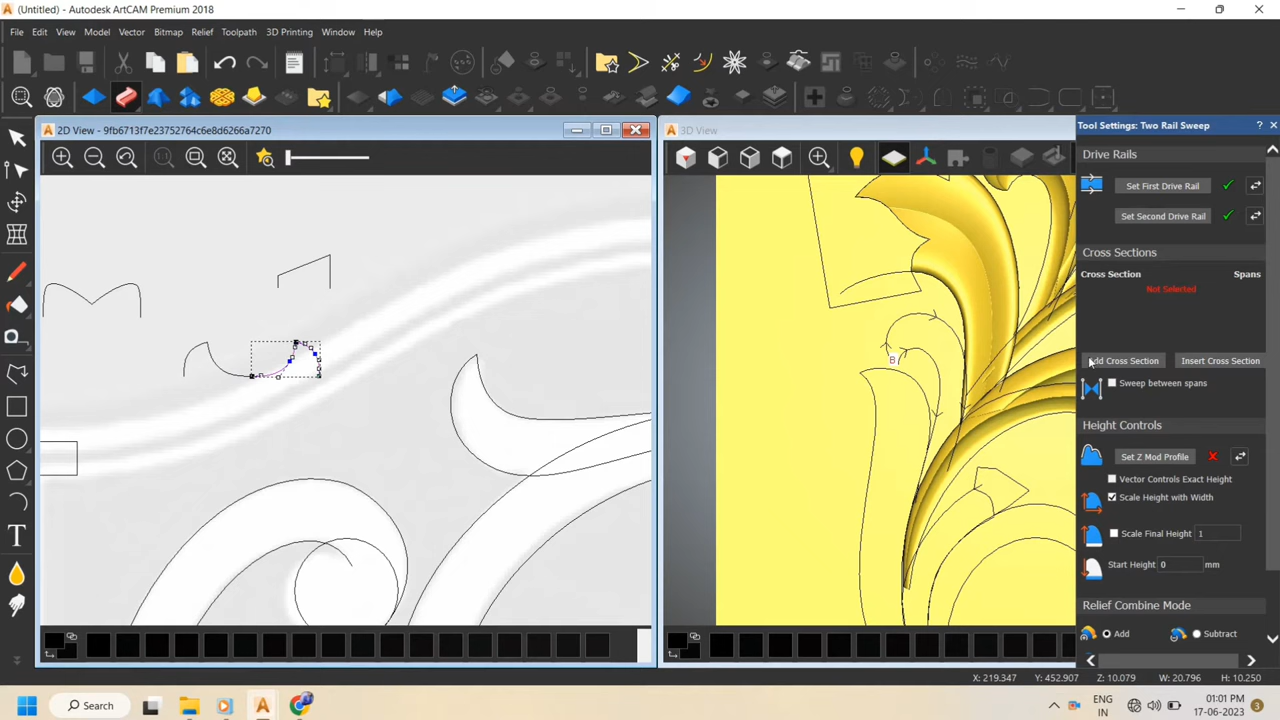 (Untitled) - Autodesk ArtCAM Premium 2018
File Edit View Model Vector Bitmap Relief Toolpath 3D Printing Window Help
2D View - 9fb6713f7e23752764c6e8d6266a7270
3D View
Tool Settings: Two Rail Sweep ?
Drive Rails
Set First Drive Rail
Set Second Drive Rail
Cross Sections
Cross Section Spans
Not Selected
Add Cross Section Insert Cross Section
Sweep between spans
Height Controls
Set Z Mod Profile
Vector Controls Exact Height
Scale Height with Width
Scale Final Height 1
Start Height 0 mm
Relief Combine Mode
Add Subtract
B
X: 219.347 Y: 452.907 Z: 10.079 W: 20.796 H: 10.250
Search
ENG
IN
01:01 PM
17-06-2023
3